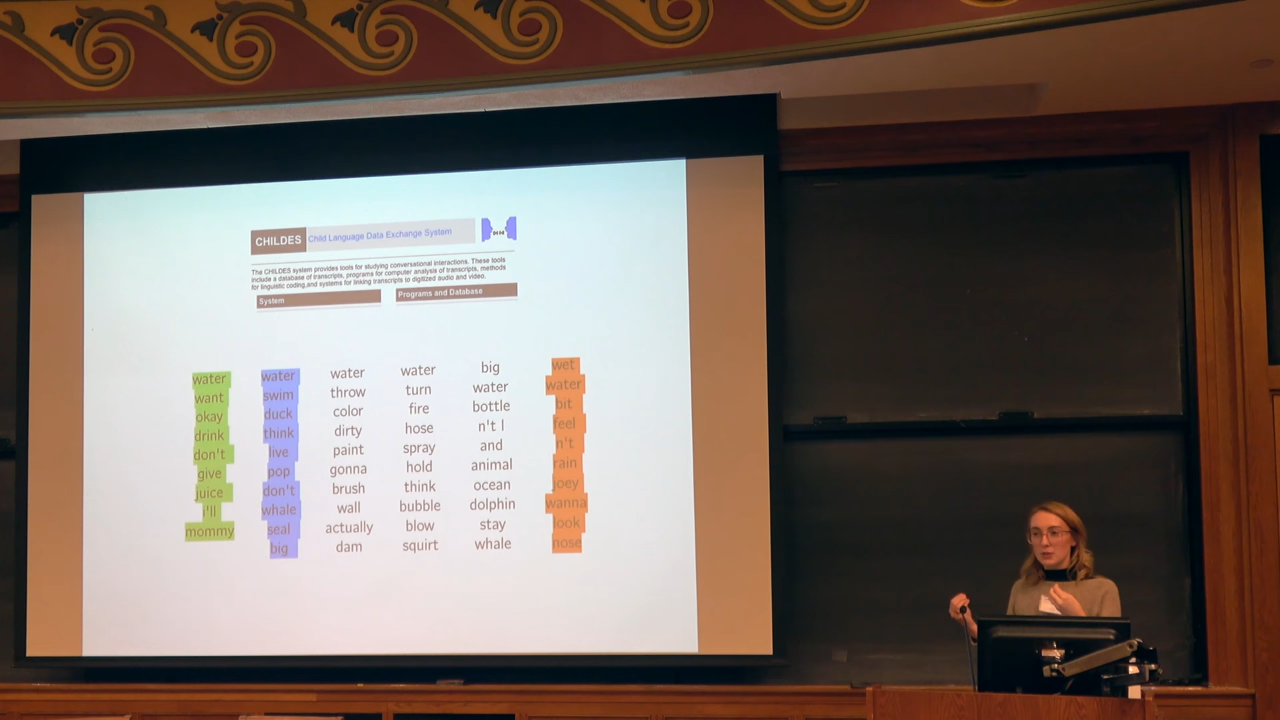 CHILDES Child Language Data Exchange System
The CHILDES system provides tools for studying conversational interactions. These tools
include a database of transcripts, programs for computer analysis of transcripts, methods
for linguistic coding,and systems for linking transcripts to digitized audio and video.
System Programs and Database
water
want
okay
drink
don't
give
juice
i'll
mommy
water
swim
duck
think
live
pop
don't
whale
seal
big
water
throw
color
dirty
paint
gonna
brush
wall
actually
dam
water
turn
fire
hose
spray
hold
think
bubble
blow
squirt
big
water
bottle
n't I
and
animal
ocean
dolphin
stay
whale
wet
water
bit
feel
n't
rain
joey
wanna
look
nose